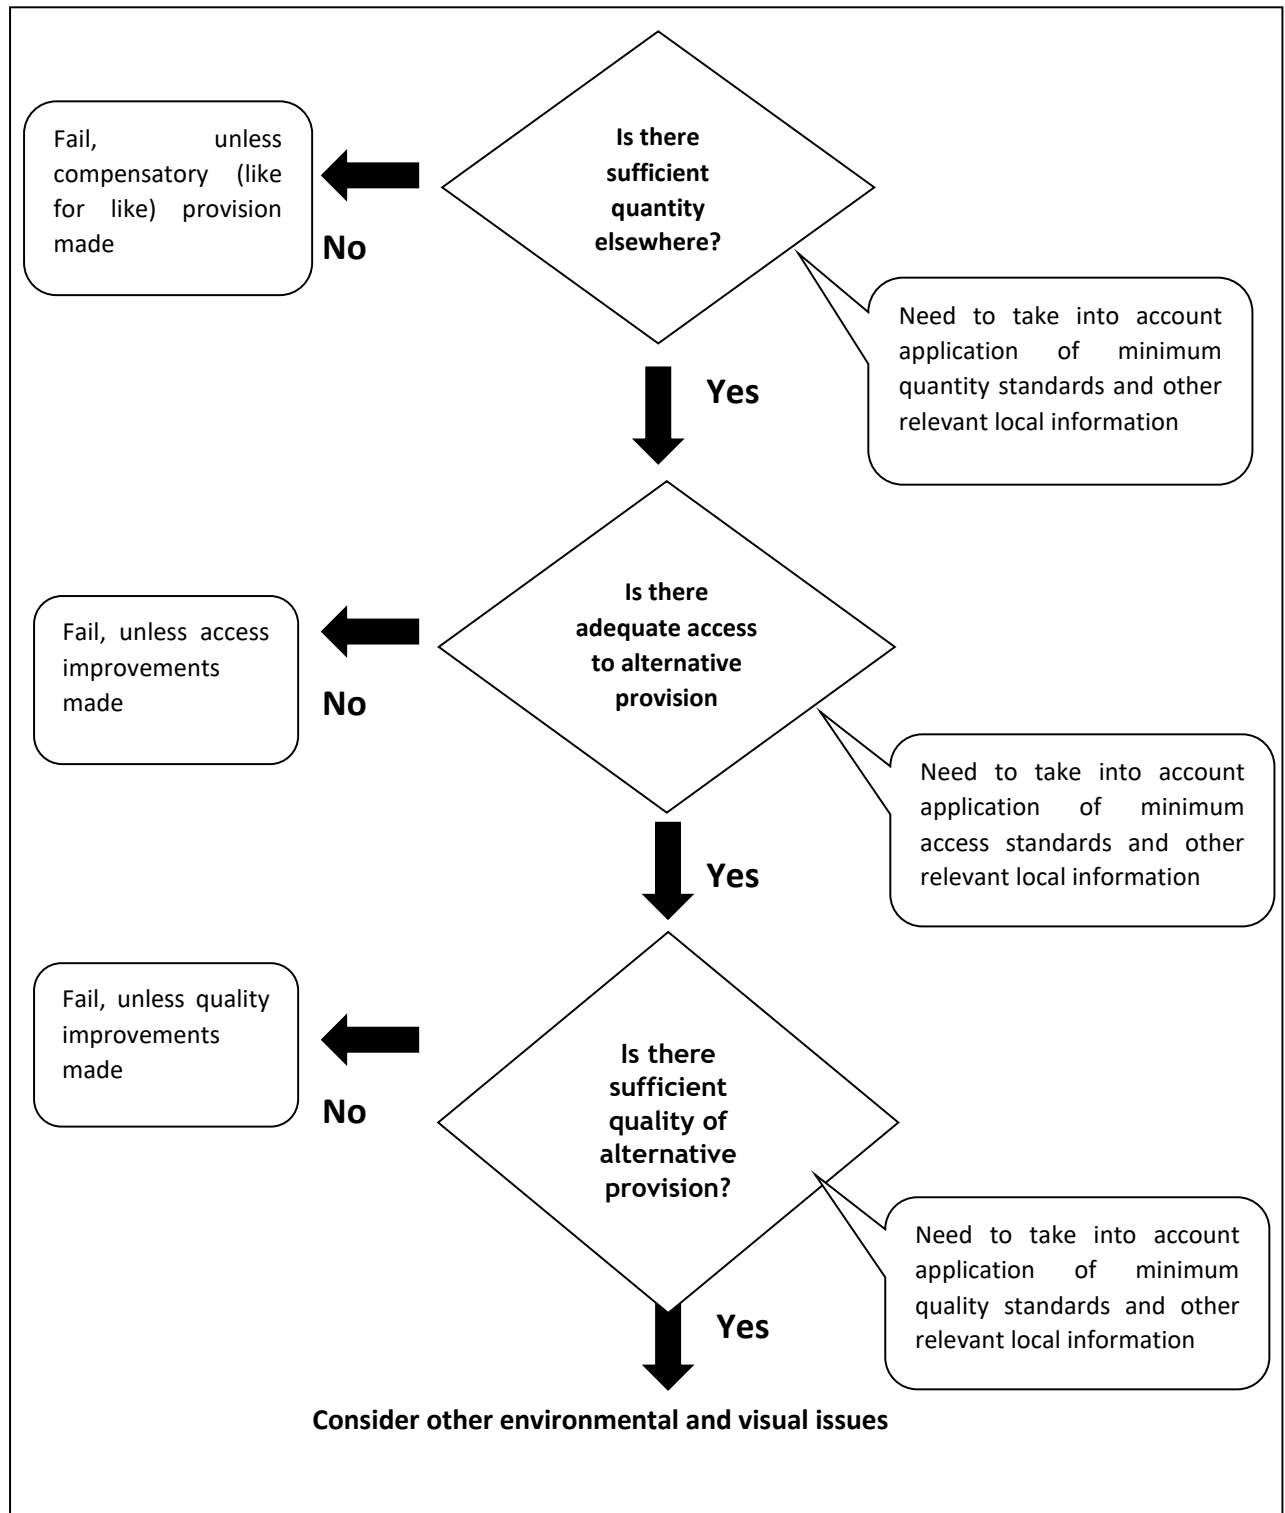 Is there
sufficient
quantity
elsewhere?
Fail, unless
compensatory (like
for like) provision
made
No
Need to take into account
application of minimum
quantity standards and other
relevant local information
Yes
Is there
adequate access
to alternative
provision
Fail, unless access
improvements
made
No
Need to take into account
application of minimum
access standards and other
relevant local information
Yes
Is there
sufficient
quality of
alternative
provision?
Fail, unless quality
improvements
made
No
Need to take into account
application of minimum
quality standards and other
relevant local information
Yes
Consider other environmental and visual issues